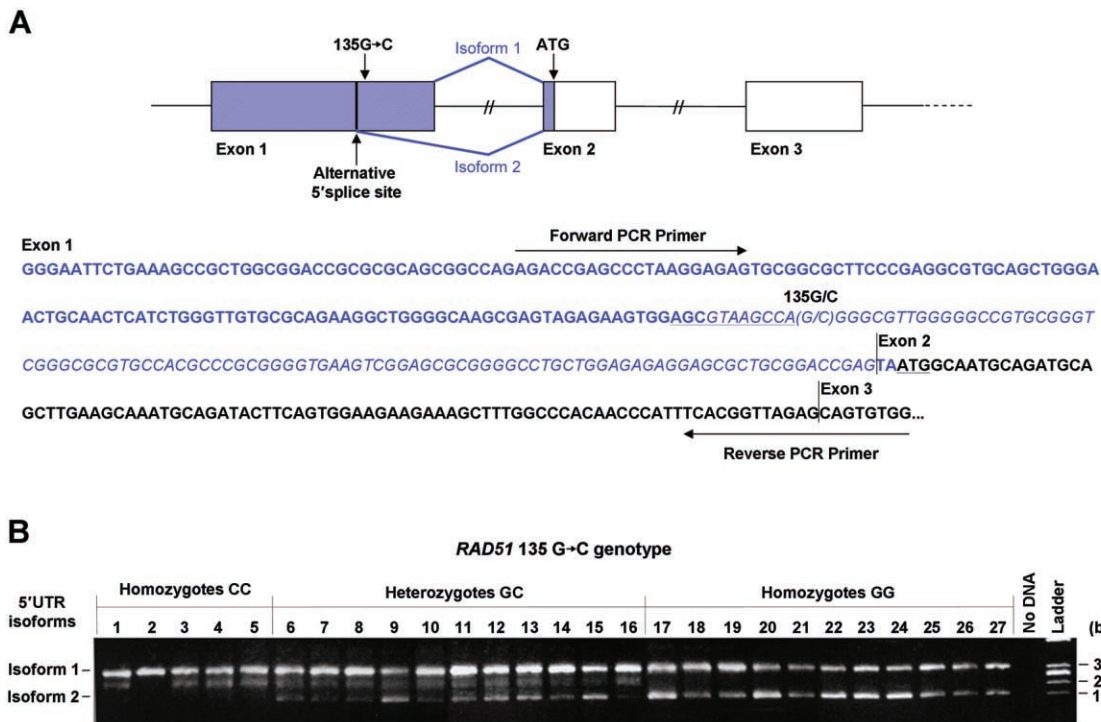 A
135G→C
Isoform 1
ATG
Exon 1
Exon 2
Exon 3
Isoform 2
Alternative
5′splice site
Exon 1
Forward PCR Primer
GGGAATTCTGAAAGCCGCTGGCGGACCGCGCGCAGCGGCCAGAGACCGAGCCCTAAGGAGAGTGCGGCGCTTCCCGAGGCGTGCAGCTGGGA
135G/C
ACTGCAACTCATCTGGGTTGTGCGCAGAAGGCTGGGGCAAGCGAGTAGAGAAGTGGAGCGTAAGCCA(G/C)GGGCGTTGGGGGCCGTGCGGGT
Exon 2
CGGGCGCGTGCCACGCCCGCGGGGTGAAGTCGGAGCGCGGGGCCTGCTGGAGAGAGGAGCGCTGCGGACCGAGTAATGGCAATGCAGATGCA
Exon 3
GCTTGAAGCAAATGCAGATACTTCAGTGGAAGAAGAAAGCTTTGGCCCACAACCCATTTCACGGTTAGAGCAGTGTGG...
Reverse PCR Primer
B
RAD51 135 G→C genotype
5′UTR
isoforms
Homozygotes CC
Heterozygotes GC
Homozygotes GG
No DNA
Ladder
1 2 3 4 5 6 7 8 9 10 11 12 13 14 15 16 17 18 19 20 21 22 23 24 25 26 27
(b
Isoform 1
Isoform 2
3
2
1